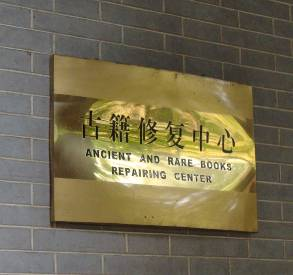 古籍修复中心
ANCIENT AND RARE BOOKS
REPAIRING CENTER